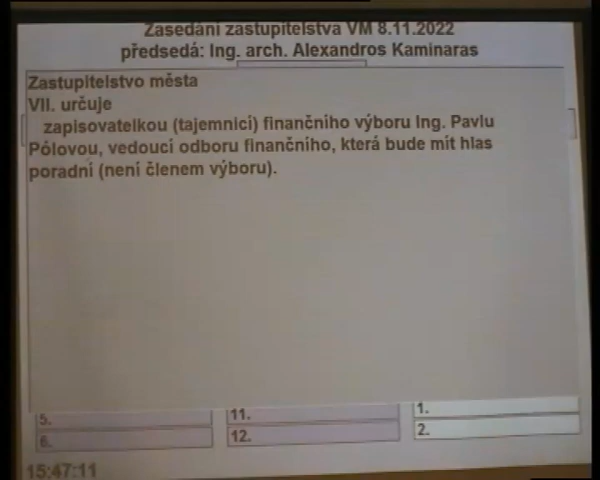 Zasedání zastupitelstva VM 8.11.2022
předsedá: Ing. arch. Alexandros Kaminaras
Zastupitelstvo města
VII. určuje
zapisovatelkou (tajemnicí) finančního výboru Ing. Pavlu
Pólovou, vedoucí odboru finančního, která bude mít hlas
poradní (není členem výboru).
5.
11.
1.
6.
12.
2.
15:47:11